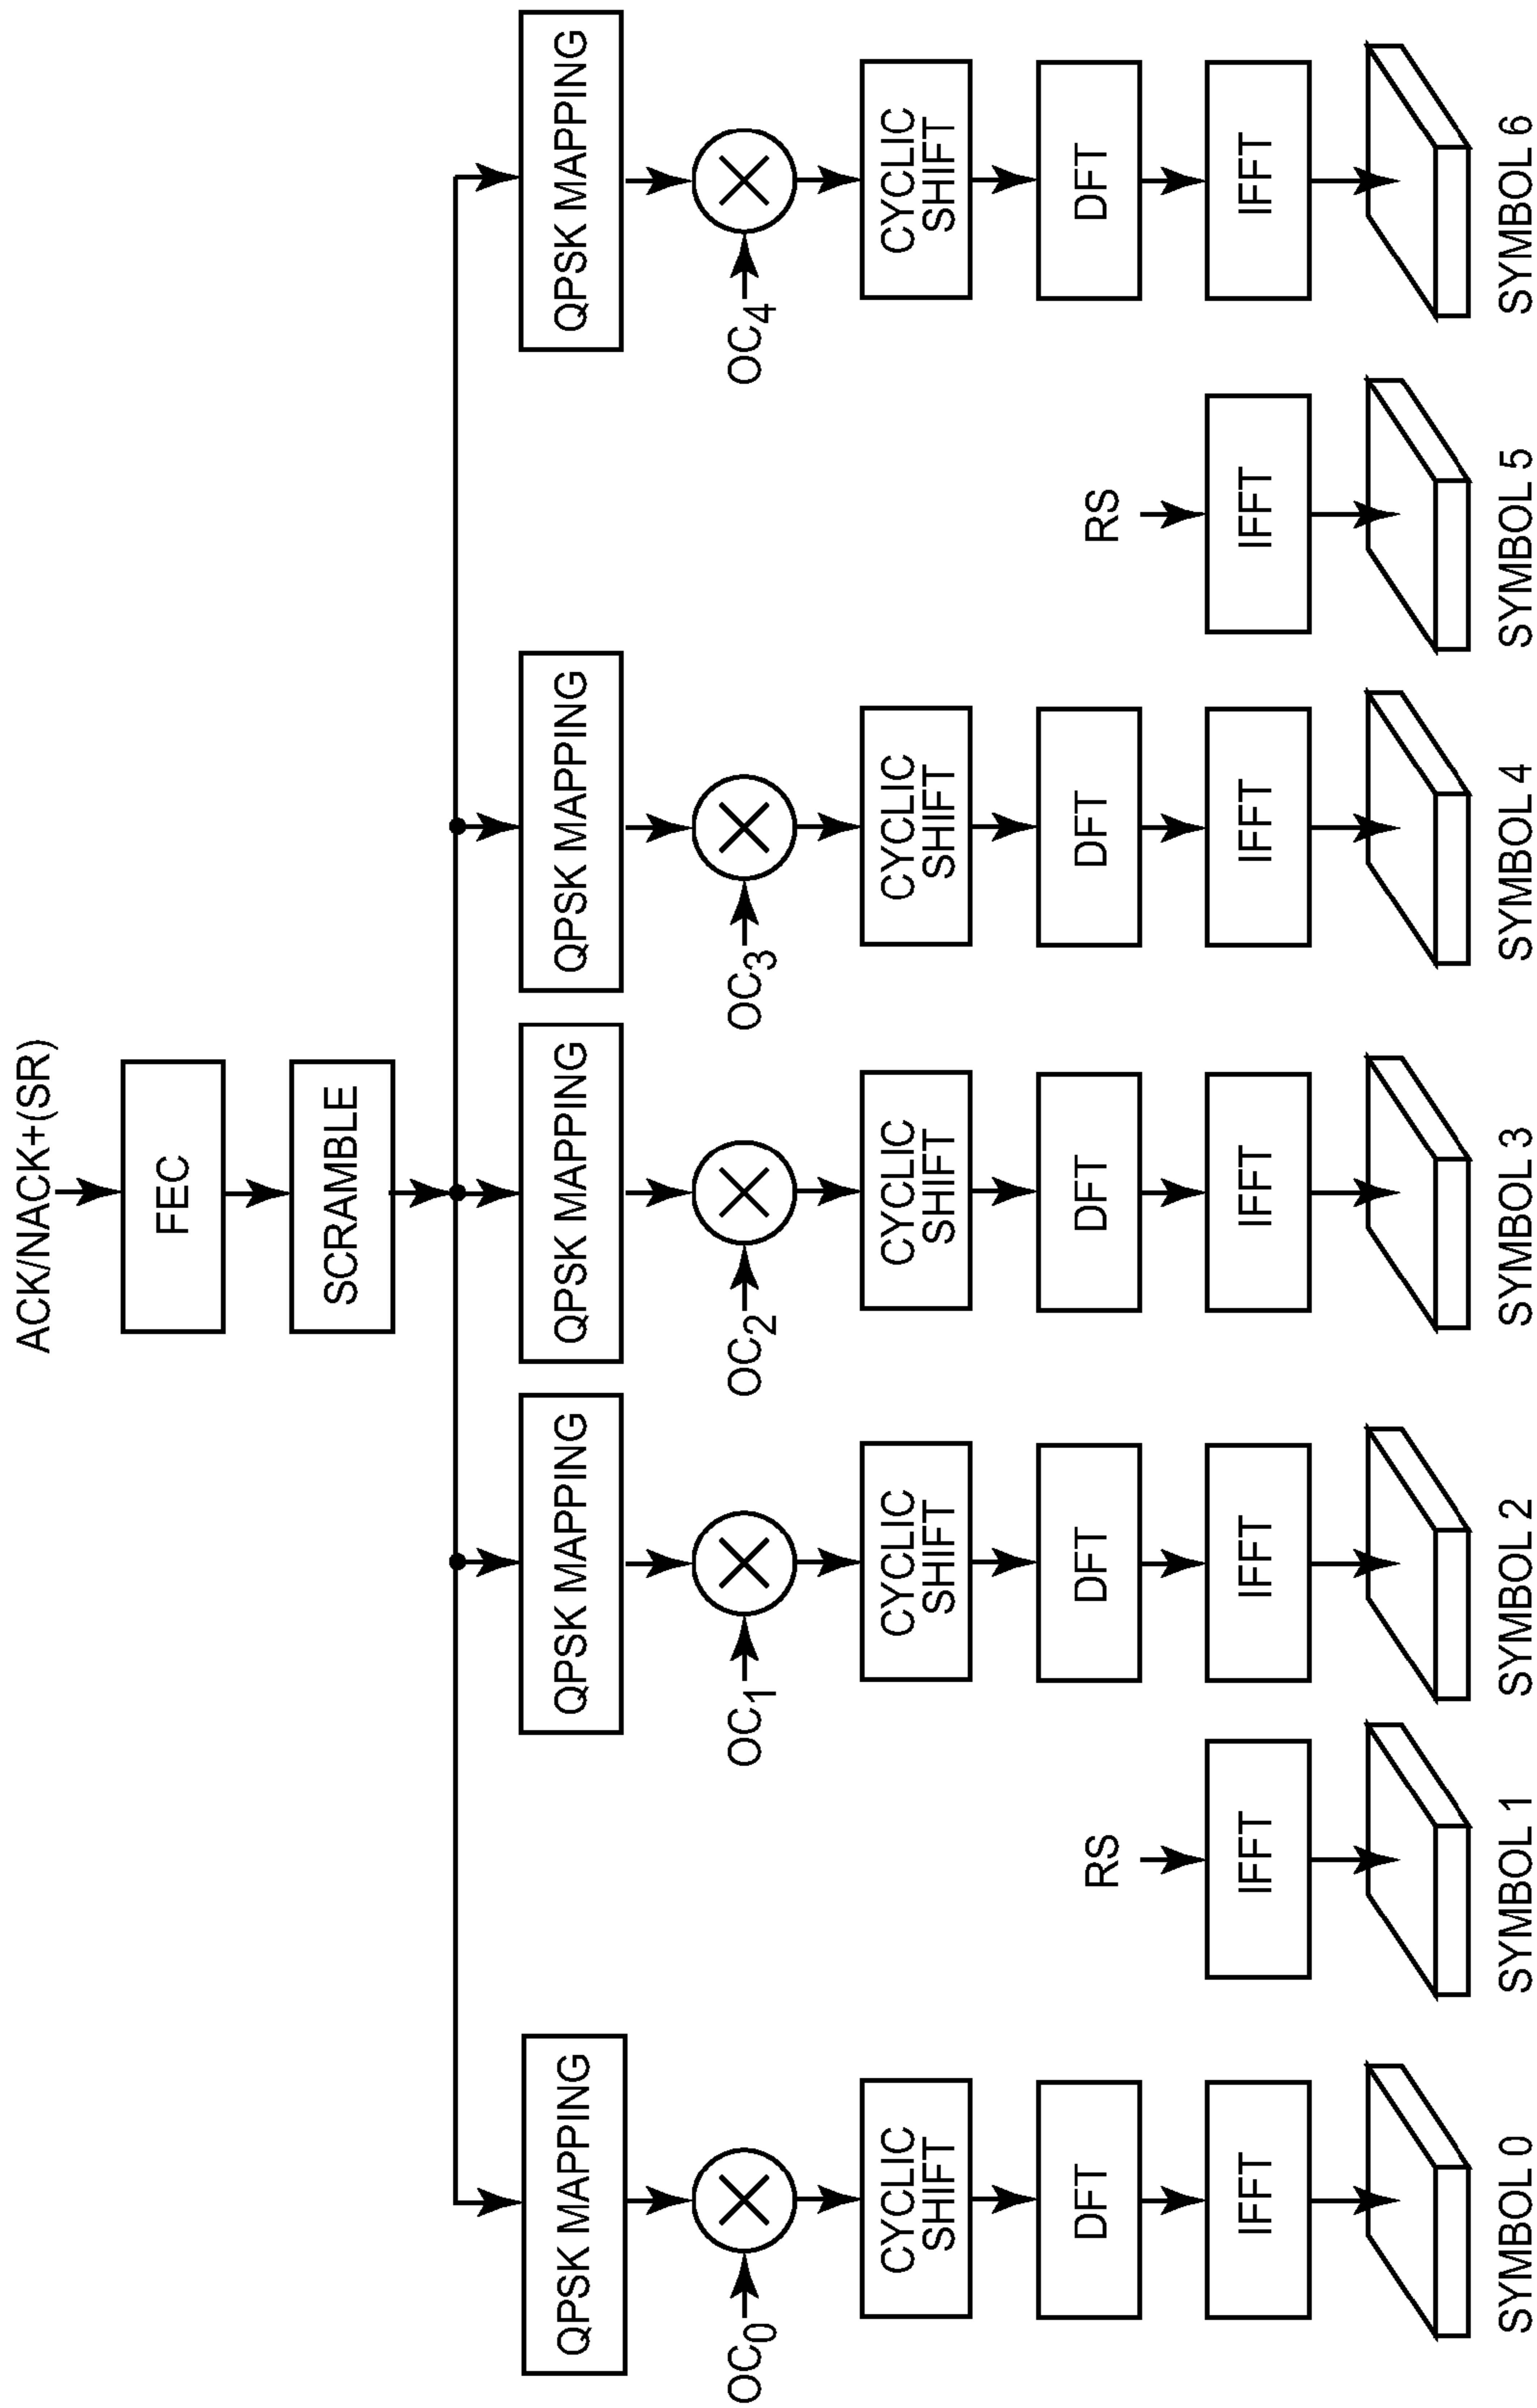 ACK/NACK+(SR)
FEC
SCRAMBLE
QPSK MAPPING
QPSK MAPPING
QPSK MAPPING
QPSK MAPPING
QPSK MAPPING
OC0
OC1
OC2
OC3
OC4
CYCLIC
SHIFT
CYCLIC
SHIFT
CYCLIC
SHIFT
CYCLIC
SHIFT
CYCLIC
SHIFT
DFT
RS
DFT
DFT
DFT
RS
DFT
IFFT
IFFT
IFFT
IFFT
IFFT
IFFT
IFFT
SYMBOL 0
SYMBOL 1
SYMBOL 2
SYMBOL 3
SYMBOL 4
SYMBOL 5
SYMBOL 6